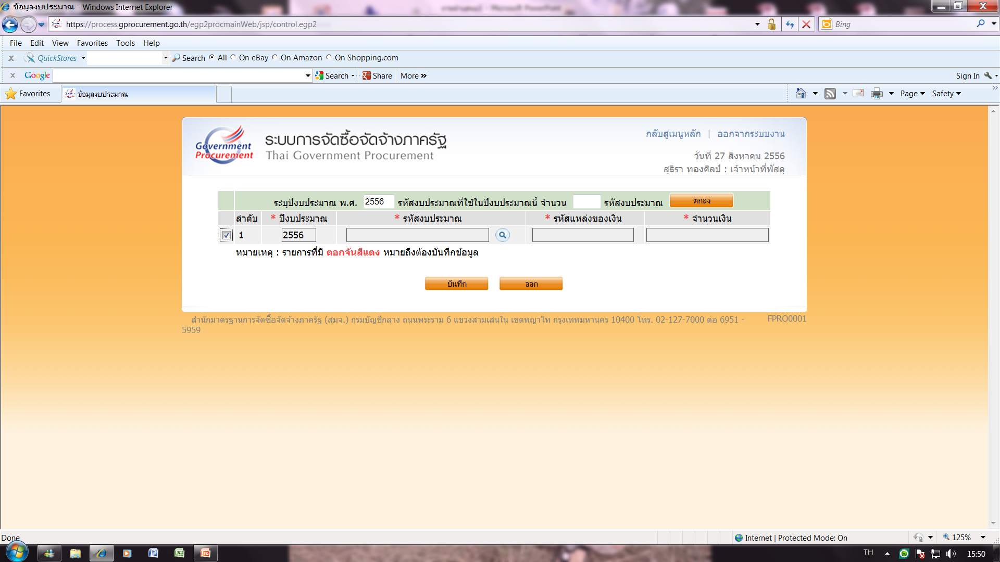 ข้อมูลงบประมาณ - Windows Internet Explorer
https://process.gprocurement.go.th/egp2procmainWeb/jsp/control.egp2
Bing
File Edit View Favorites Tools Help
x QuickStores Search All On eBay On Amazon On Shopping.com
x Google Search Share More » Sign In
Favorites ข้อมูลงบประมาณ Page Safety »
Government Procurement
ระบบการจัดซื้อจัดจ้างภาครัฐ
Thai Government Procurement
กลับสู่เมนูหลัก | ออกจากระบบงาน
วันที่ 27 สิงหาคม 2556
สุธิรา ทองศิลป์ : เจ้าหน้าที่พัสดุ
ระบุปีงบประมาณ พ.ศ. 2556 รหัสงบประมาณที่ใช้ในปีงบประมาณนี้ จำนวน รหัสงบประมาณ ตกลง
ลำดับ * ปีงบประมาณ * รหัสงบประมาณ * รหัสแหล่งของเงิน * จำนวนเงิน
1 2556
หมายเหตุ : รายการที่มี ดอกจันสีแดง หมายถึงต้องบันทึกข้อมูล
บันทึก ออก
สำนักมาตรฐานการจัดซื้อจัดจ้างภาครัฐ (สมจ.) กรมบัญชีกลาง ถนนพระราม 6 แขวงสามเสนใน เขตพญาไท กรุงเทพมหานคร 10400 โทร. 02-127-7000 ต่อ 6951 - FPRO0001
5959
Done Internet | Protected Mode: On 125%
TH 15:50